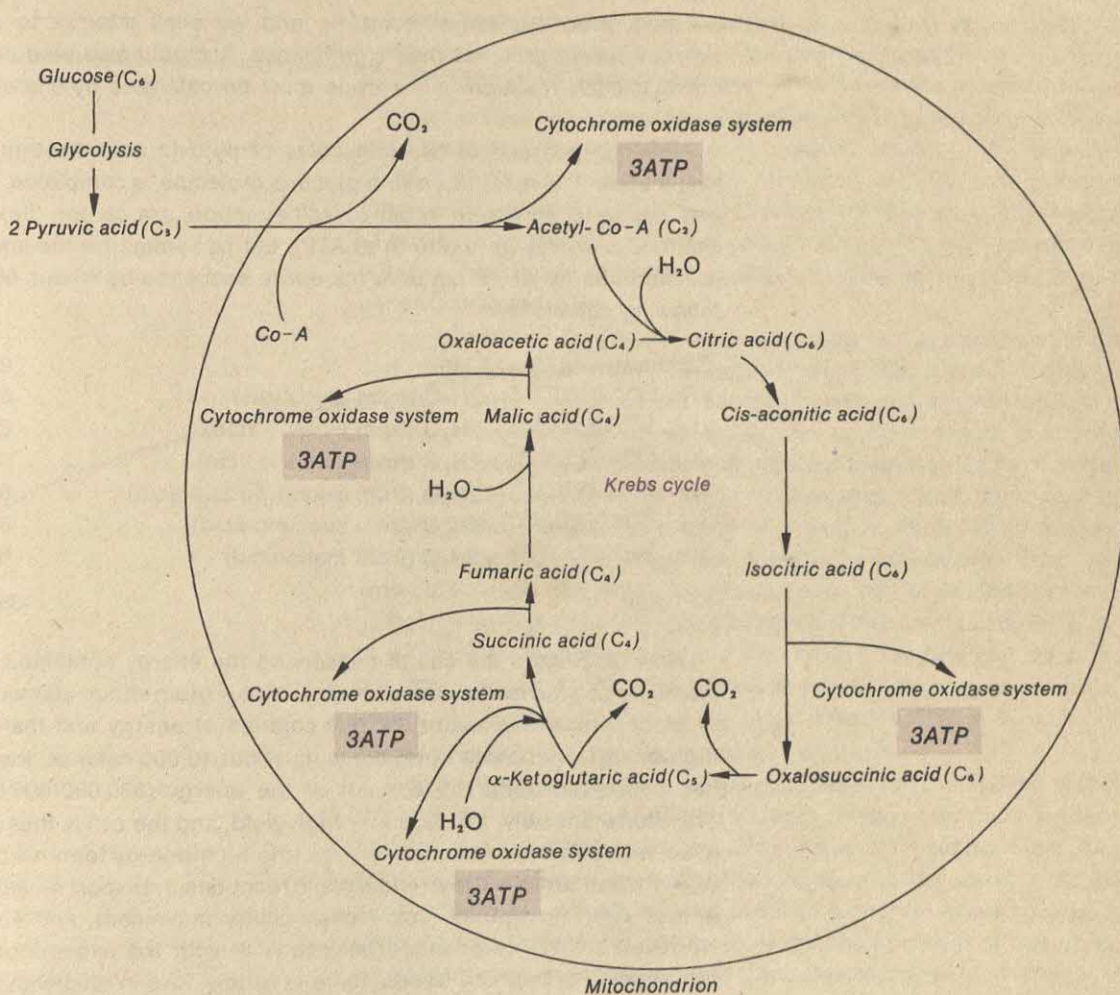 Glucose (C₆)
Glycolysis
2 Pyruvic acid (C₃)
CO₂
Cytochrome oxidase system
3ATP
Acetyl-Co-A (C₂)
H₂O
Co-A
Oxaloacetic acid (C₄)
Citric acid (C₆)
Cytochrome oxidase system
3ATP
Malic acid (C₄)
Cis-aconitic acid (C₆)
H₂O
Krebs cycle
Fumaric acid (C₄)
Isocitric acid (C₆)
Succinic acid (C₄)
Cytochrome oxidase system
3ATP
CO₂
CO₂
Cytochrome oxidase system
3ATP
α-Ketoglutaric acid (C₅)
Oxalosuccinic acid (C₆)
H₂O
Cytochrome oxidase system
3ATP
Mitochondrion